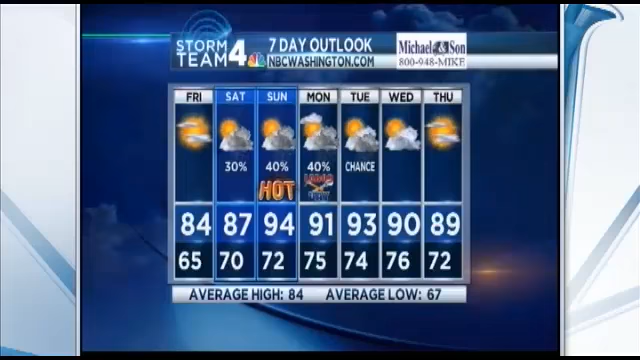 STORM
TEAM 4
7 DAY OUTLOOK
NBCWASHINGTON.COM
Michael & Son
800-948-MIKE
FRI SAT SUN MON TUE WED THU
30% 40% 40% CHANCE
HOT LABOR DAY
84 87 94 91 93 90 89
65 70 72 75 74 76 72
AVERAGE HIGH: 84 AVERAGE LOW: 67